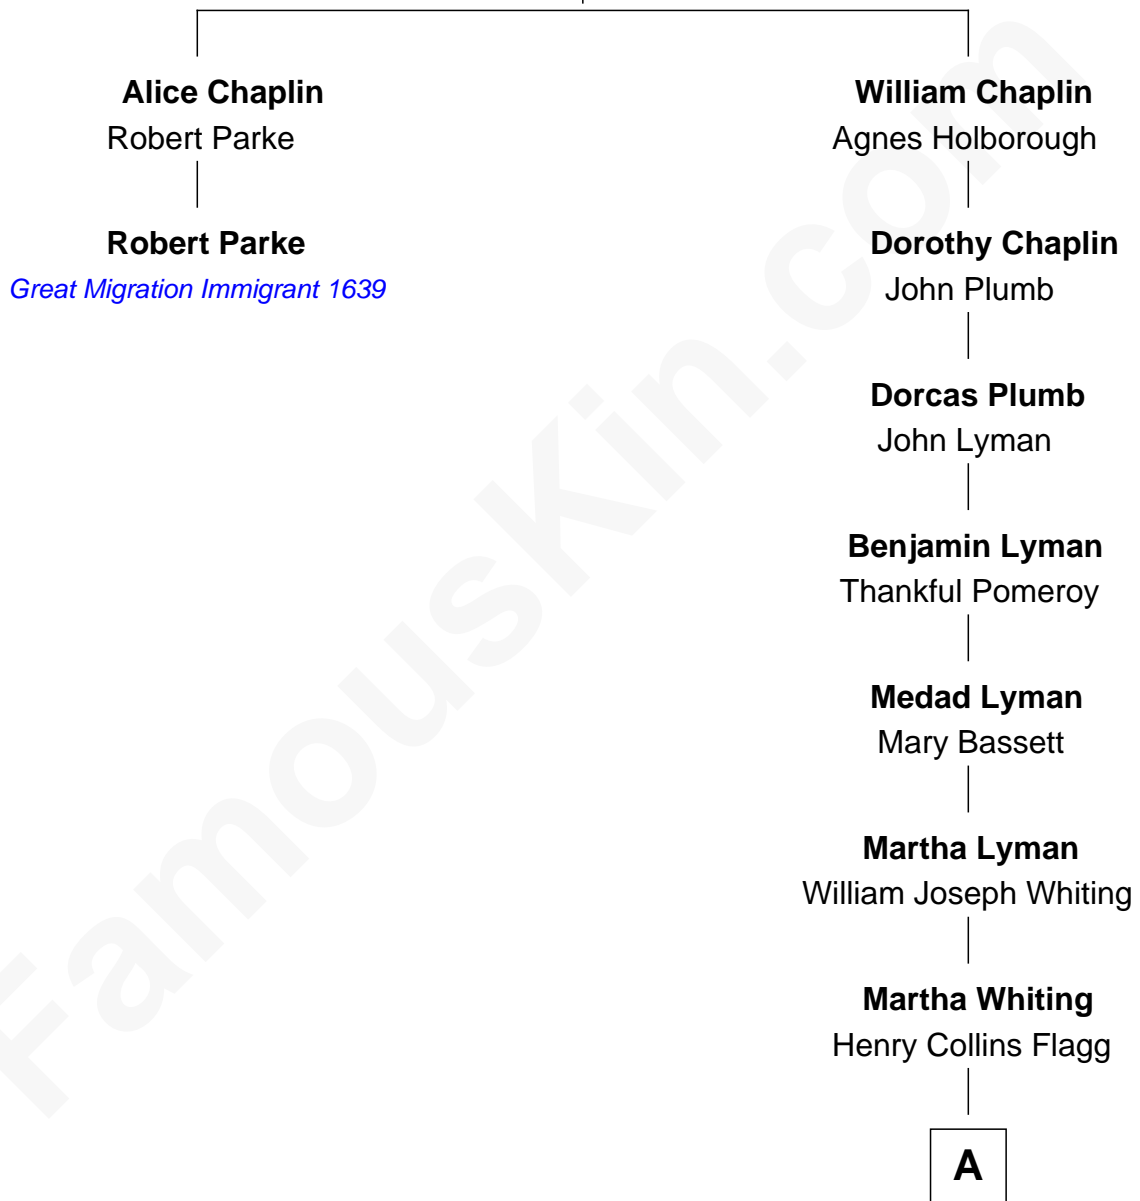 Alice Chaplin
Robert Parke
Robert Parke
Great Migration Immigrant 1639
William Chaplin
Agnes Holborough
Dorothy Chaplin
John Plumb
Dorcas Plumb
John Lyman
Benjamin Lyman
Thankful Pomeroy
Medad Lyman
Mary Bassett
Martha Lyman
William Joseph Whiting
Martha Whiting
Henry Collins Flagg
A
FamousKin.com